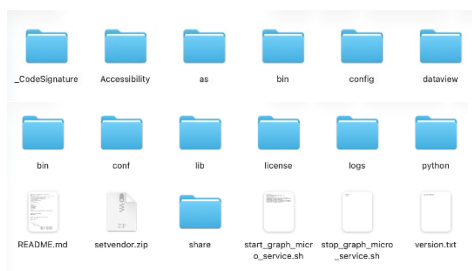 _CodeSignature Accessibility as bin config dataview
bin conf lib license logs python
ZIP
README.md setvendor.zip share start_graph_micr stop_graph_micro version.txt
o_service.sh _service.sh